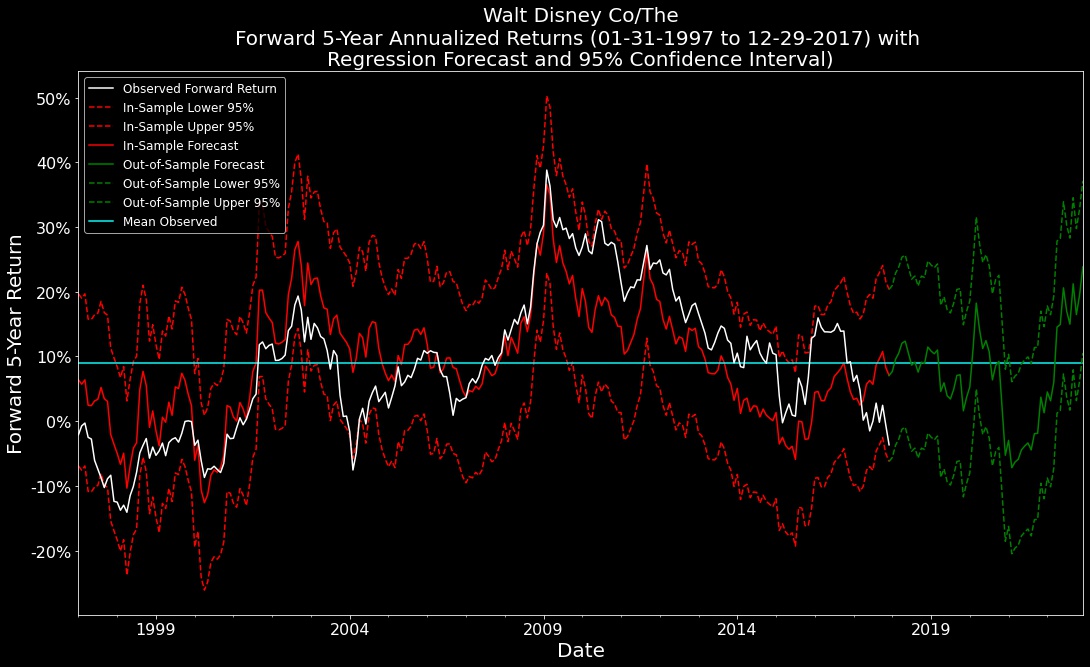 Walt Disney Co/The
Forward 5-Year Annualized Returns (01-31-1997 to 12-29-2017) with
Regression Forecast and 95% Confidence Interval)
Observed Forward Return
In-Sample Lower 95%
In-Sample Upper 95%
In-Sample Forecast
Out-of-Sample Forecast
Out-of-Sample Lower 95%
Out-of-Sample Upper 95%
Mean Observed
Forward 5-Year Return
50%
40%
30%
20%
10%
0%
-10%
-20%
1999 2004 2009 2014 2019
Date